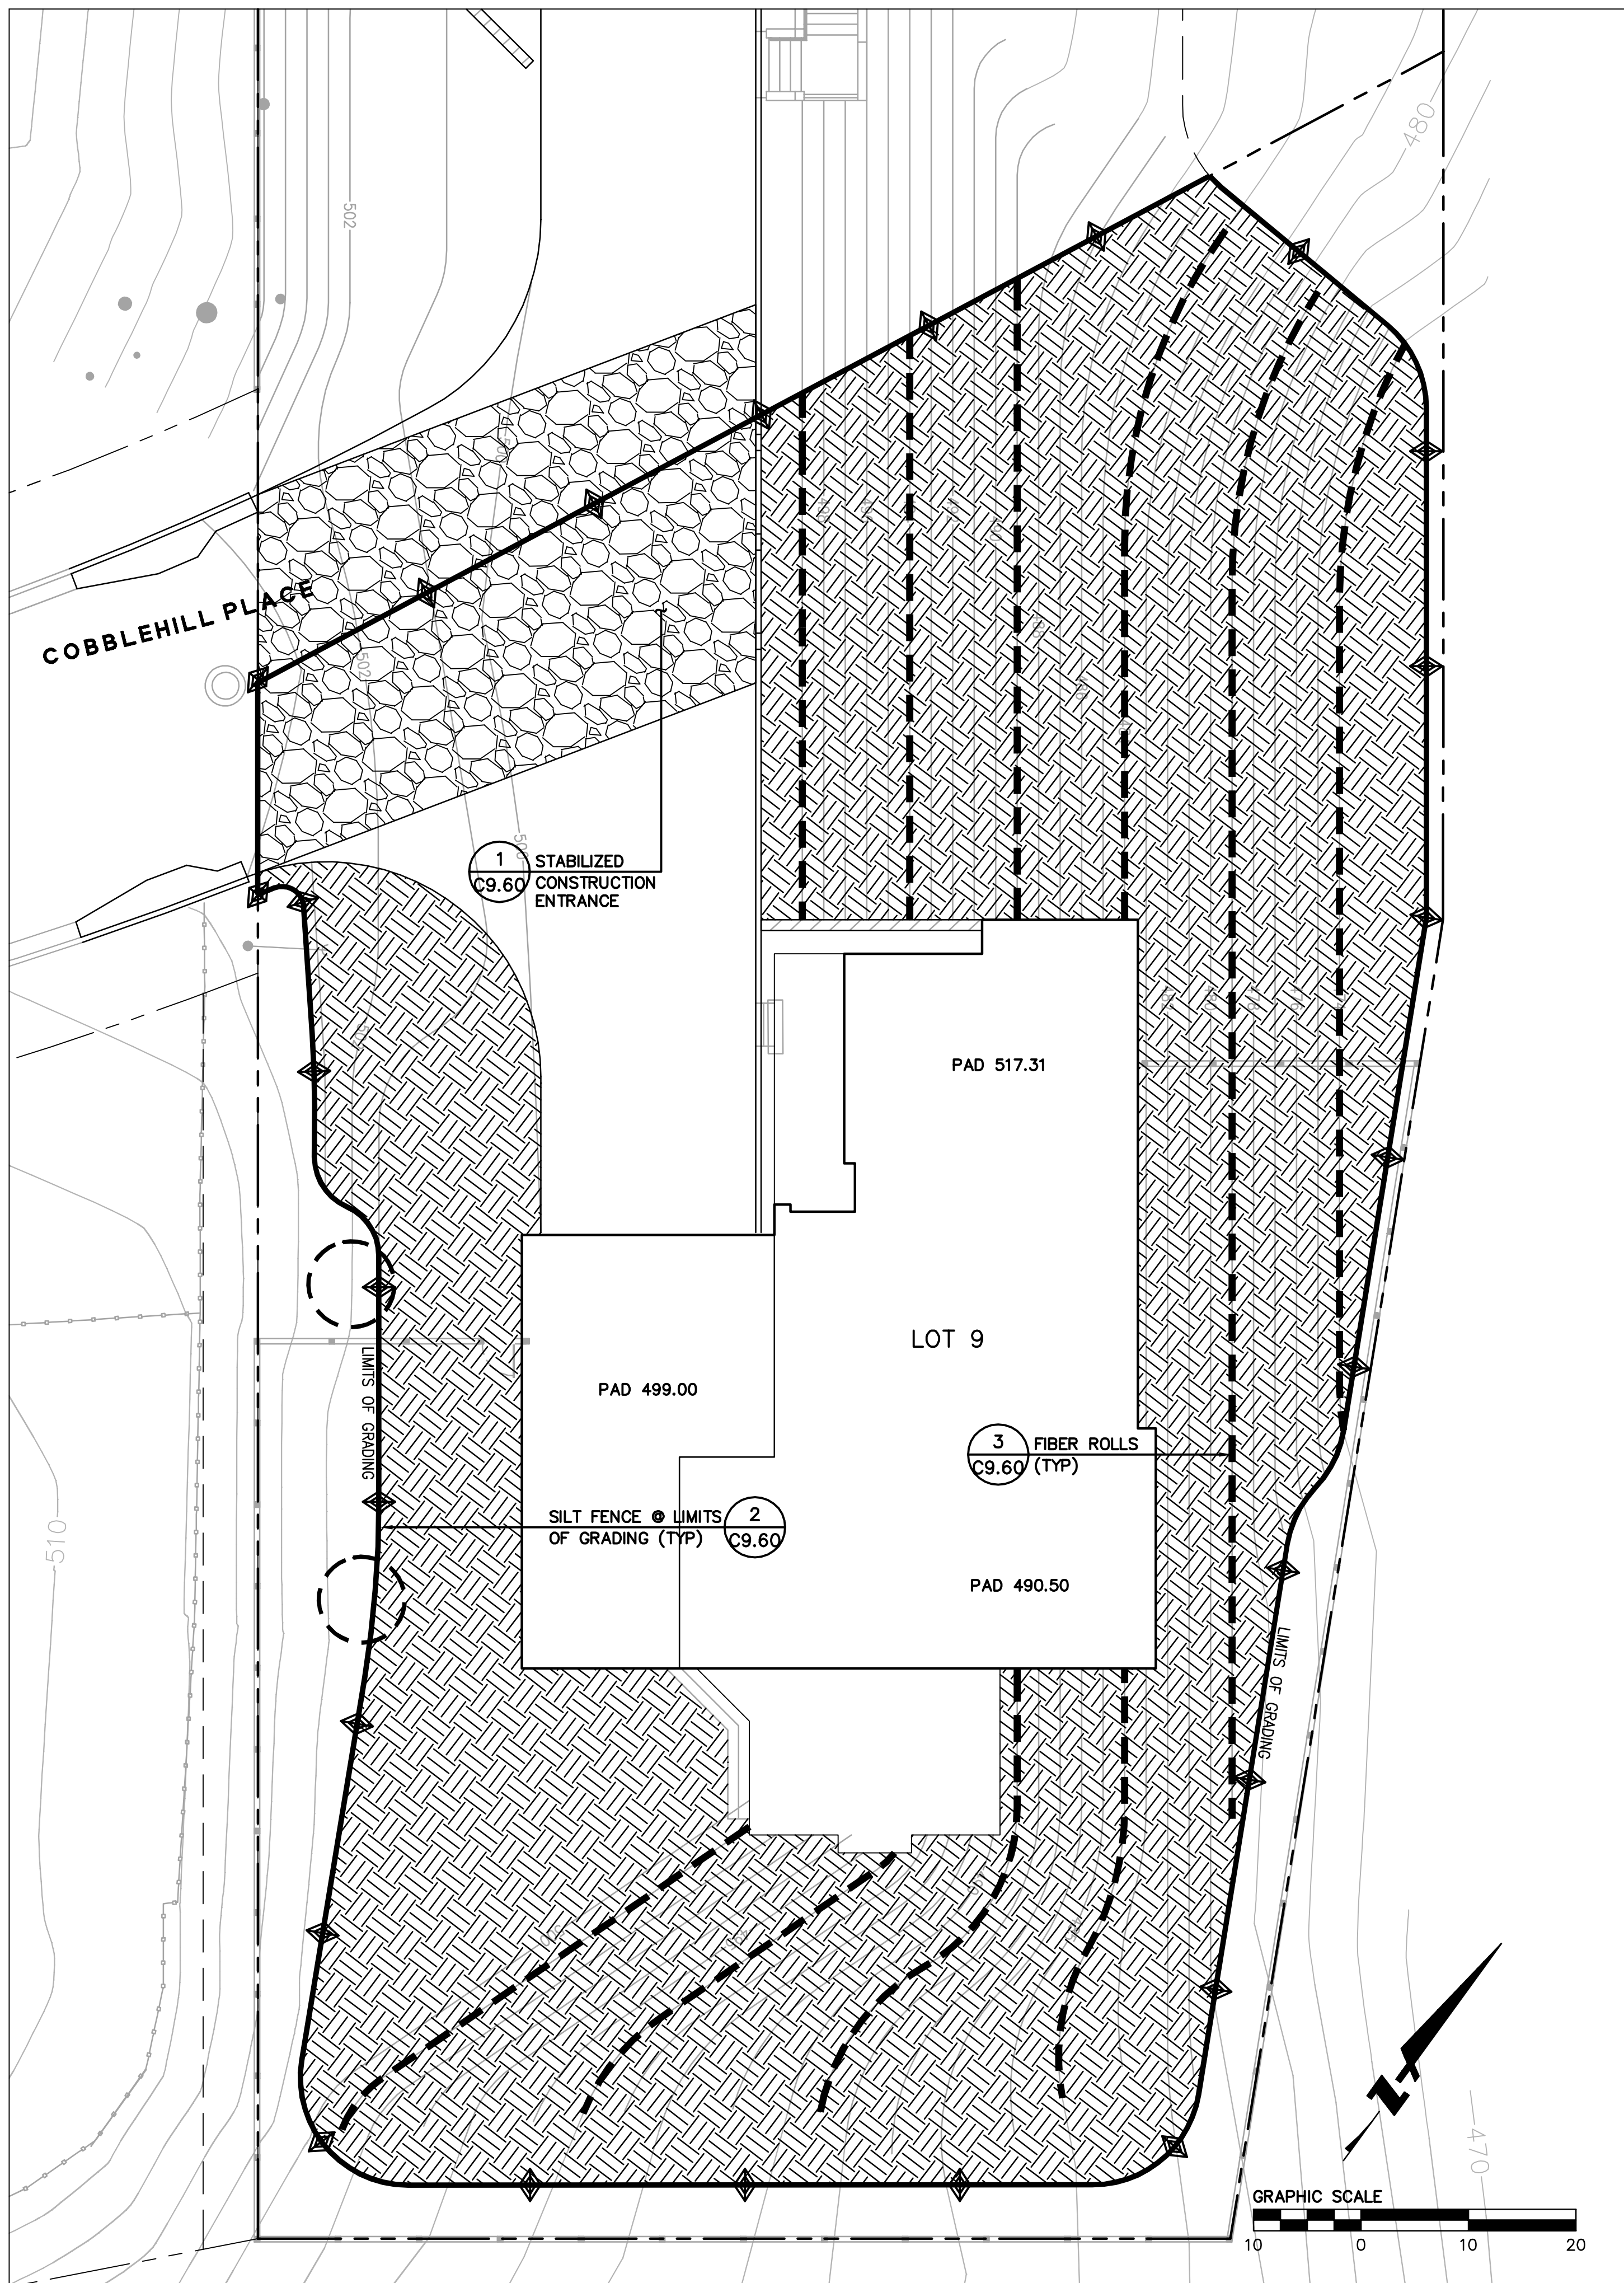 480
502
COBBLEHILL PLACE
502
1
C9.60
STABILIZED
CONSTRUCTION
ENTRANCE
PAD 517.31
LOT 9
PAD 499.00
LIMITS OF GRADING
3
C9.60
FIBER ROLLS
(TYP)
SILT FENCE @ LIMITS
OF GRADING (TYP)
2
C9.60
510
PAD 490.50
LIMITS OF GRADING
N
470
GRAPHIC SCALE
10 0 10 20